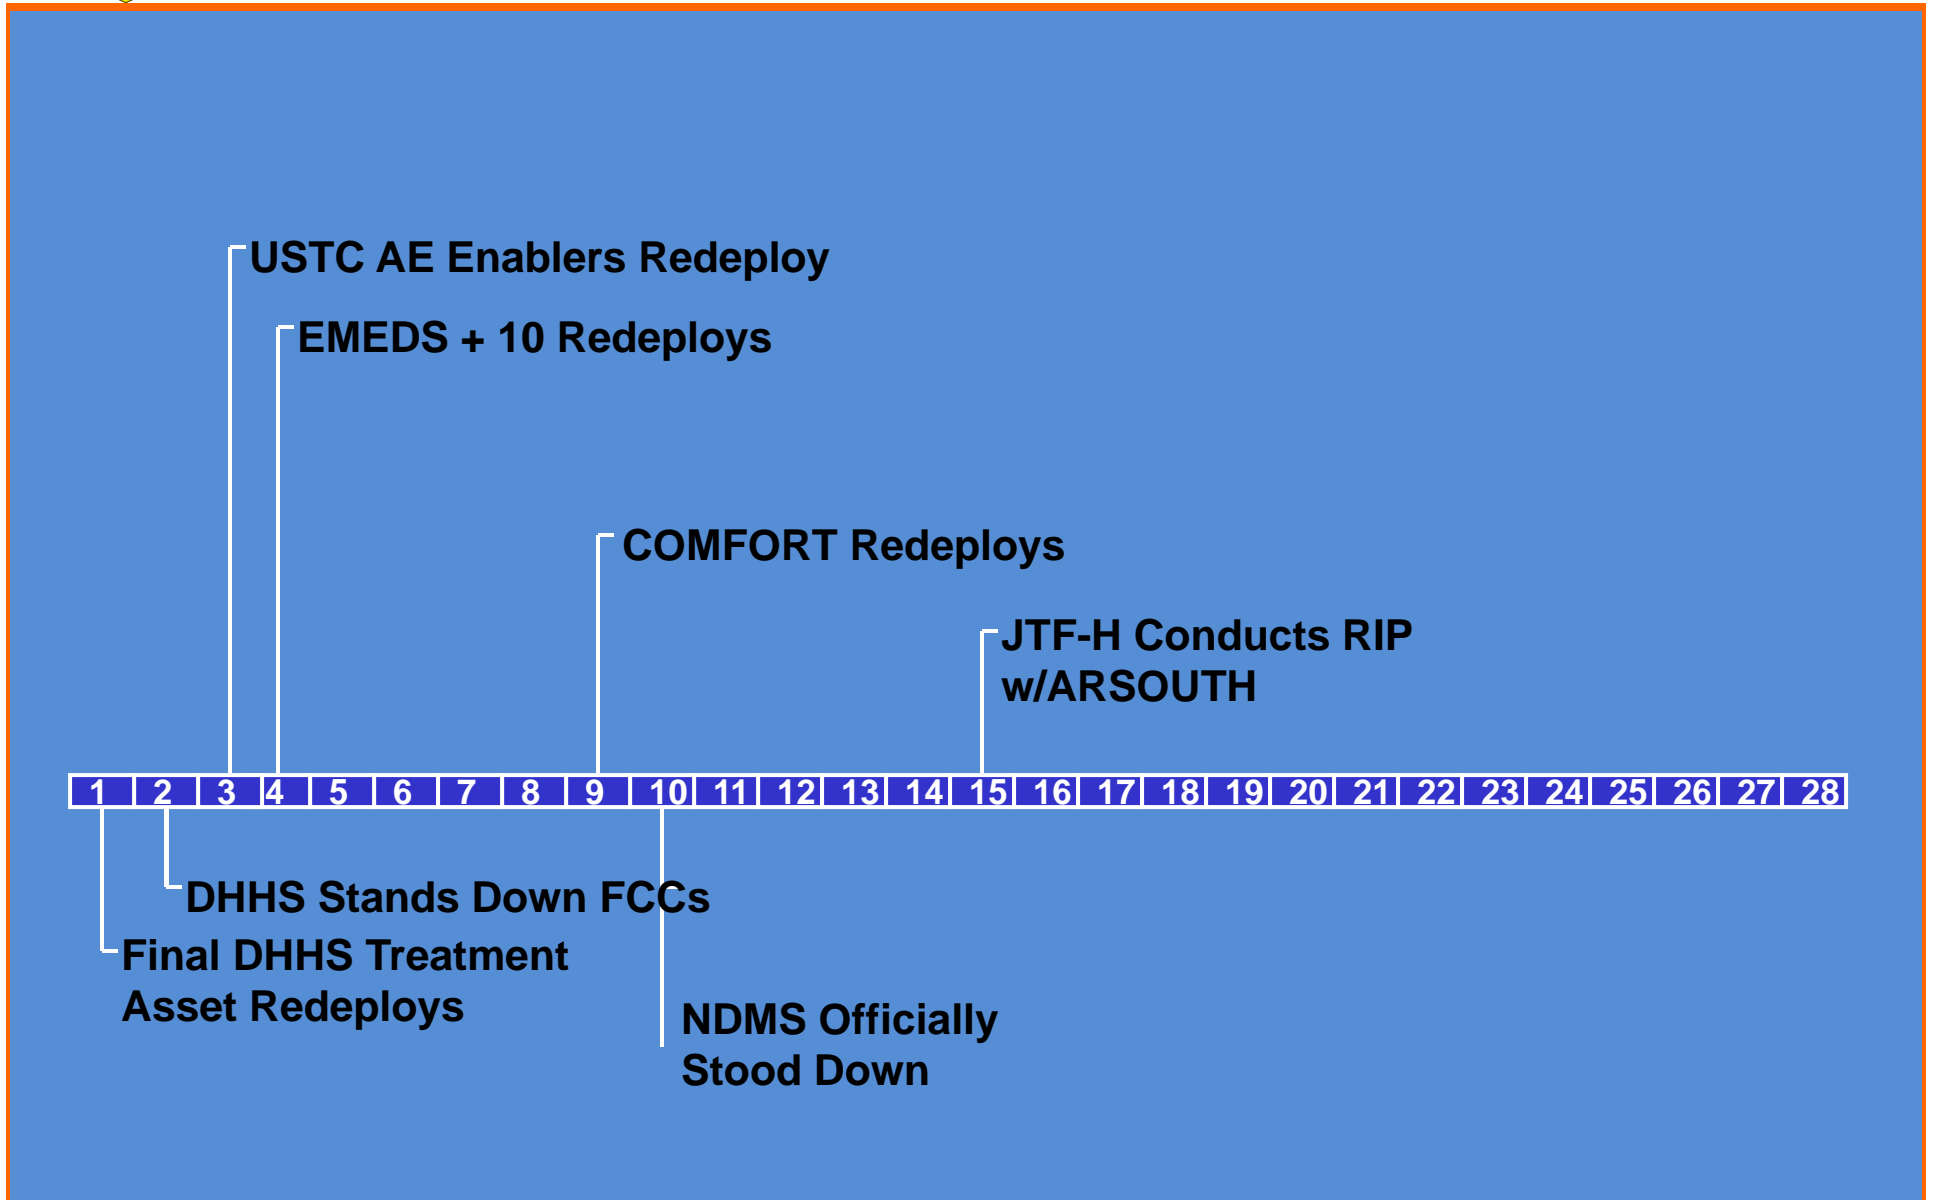 USTC AE Enablers Redeploy
EMEDS + 10 Redeploys
COMFORT Redeploys
JTF-H Conducts RIP
w/ARSOUTH
1 2 3 4 5 6 7 8 9 10 11 12 13 14 15 16 17 18 19 20 21 22 23 24 25 26 27 28
DHHS Stands Down FCCs
Final DHHS Treatment
Asset Redeploys
NDMS Officially
Stood Down